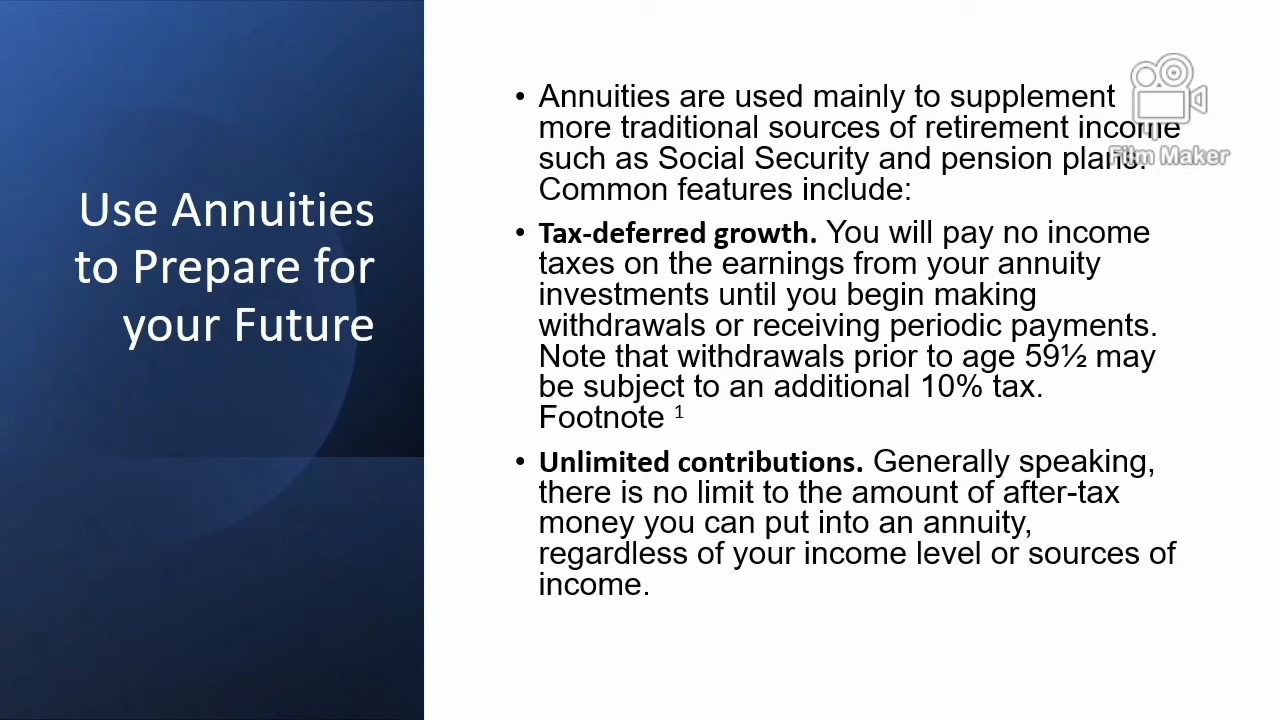 Use Annuities
to Prepare for
your Future
• Annuities are used mainly to supplement
more traditional sources of retirement income
such as Social Security and pension plans.
Common features include:
• Tax-deferred growth. You will pay no income
taxes on the earnings from your annuity
investments until you begin making
withdrawals or receiving periodic payments.
Note that withdrawals prior to age 59½ may
be subject to an additional 10% tax.
Footnote ¹
• Unlimited contributions. Generally speaking,
there is no limit to the amount of after-tax
money you can put into an annuity,
regardless of your income level or sources of
income.
Film Maker